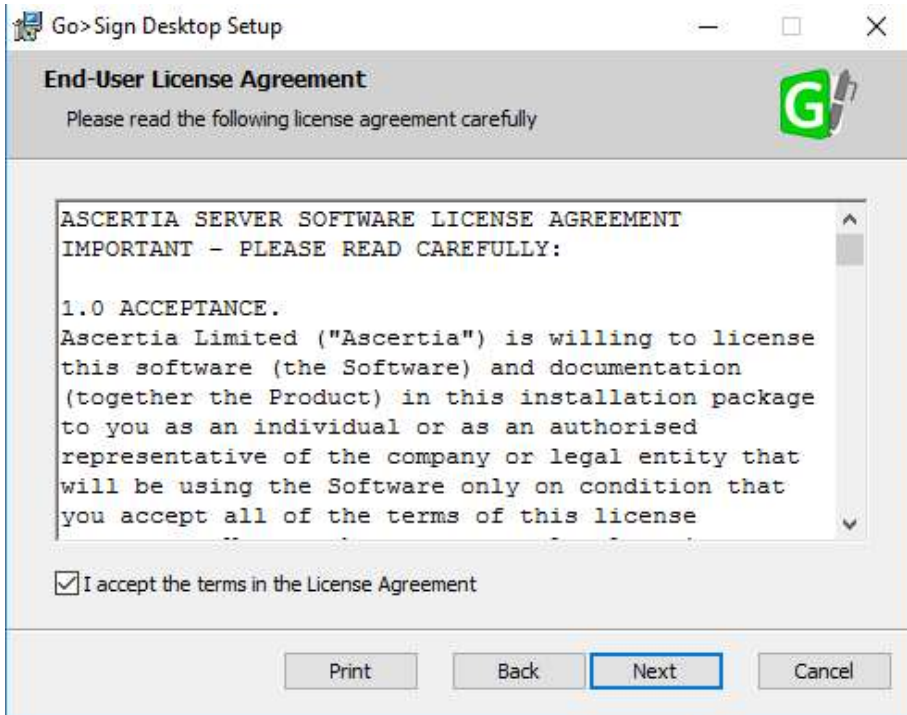 Go>Sign Desktop Setup
End-User License Agreement
Please read the following license agreement carefully
G
ASCERTIA SERVER SOFTWARE LICENSE AGREEMENT
IMPORTANT – PLEASE READ CAREFULLY:
1.0 ACCEPTANCE.
Ascertia Limited ("Ascertia") is willing to license
this software (the Software) and documentation
(together the Product) in this installation package
to you as an individual or as an authorised
representative of the company or legal entity that
will be using the Software only on condition that
you accept all of the terms of this license
I accept the terms in the License Agreement
Print Back Next Cancel